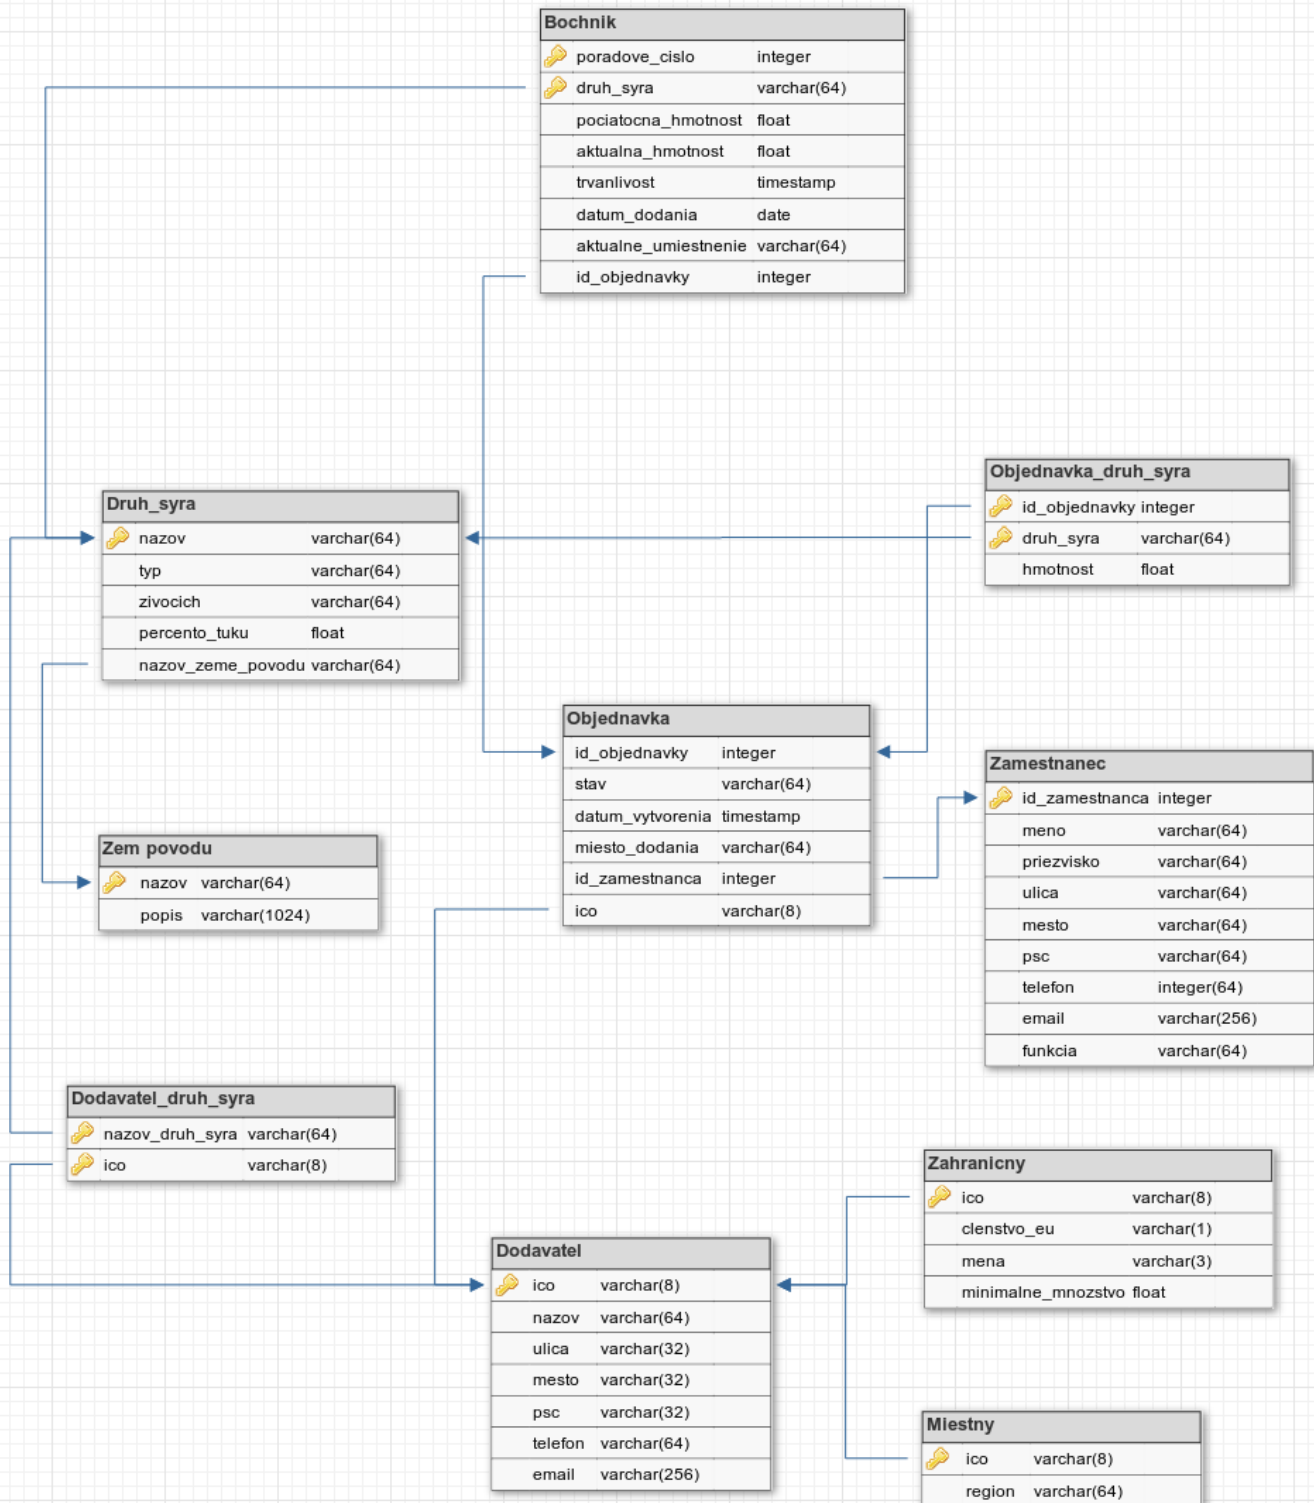 Bochnik
poradove_cislo integer
druh_syra varchar(64)
pociatocna_hmotnost float
aktualna_hmotnost float
trvanlivost timestamp
datum_dodania date
aktualne_umiestnenie varchar(64)
id_objednavky integer
Objednavka_druh_syra
id_objednavky integer
druh_syra varchar(64)
hmotnost float
Druh_syra
nazov varchar(64)
typ varchar(64)
zivocich varchar(64)
percento_tuku float
nazov_zeme_povodu varchar(64)
Objednavka
id_objednavky integer
stav varchar(64)
datum_vytvorenia timestamp
miesto_dodania varchar(64)
id_zamestnanca integer
ico varchar(8)
Zamestnanec
id_zamestnanca integer
meno varchar(64)
priezvisko varchar(64)
ulica varchar(64)
mesto varchar(64)
psc varchar(64)
telefon integer(64)
email varchar(256)
funkcia varchar(64)
Zem povodu
nazov varchar(64)
popis varchar(1024)
Dodavatel_druh_syra
nazov_druh_syra varchar(64)
ico varchar(8)
Zahranicny
ico varchar(8)
clenstvo_eu varchar(1)
mena varchar(3)
minimalne_mnozstvo float
Dodavatel
ico varchar(8)
nazov varchar(64)
ulica varchar(32)
mesto varchar(32)
psc varchar(32)
telefon varchar(64)
email varchar(256)
Miestny
ico varchar(8)
region varchar(64)